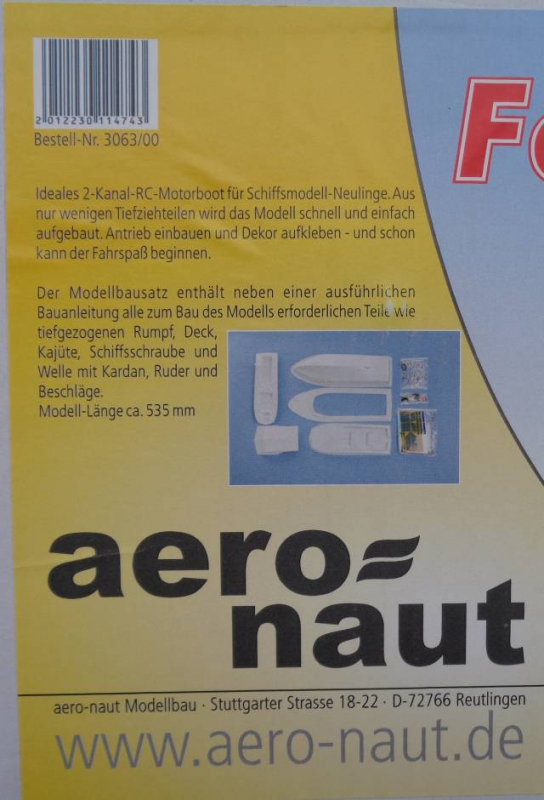 2 012230 114743
Bestell-Nr. 3063/00
Ideales 2-Kanal-RC-Motorboot für Schiffsmodell-Neulinge. Aus
nur wenigen Tiefziehteilen wird das Modell schnell und einfach
aufgebaut. Antrieb einbauen und Dekor aufkleben - und schon
kann der Fahrspaß beginnen.
Der Modellbausatz enthält neben einer ausführlichen
Bauanleitung alle zum Bau des Modells erforderlichen Teile wie
tiefgezogenen Rumpf, Deck,
Kajüte, Schiffsschraube und
Welle mit Kardan, Ruder und
Beschläge.
Modell-Länge ca. 535 mm
aero-
naut
aero-naut Modellbau · Stuttgarter Strasse 18-22 · D-72766 Reutlingen
www.aero-naut.de